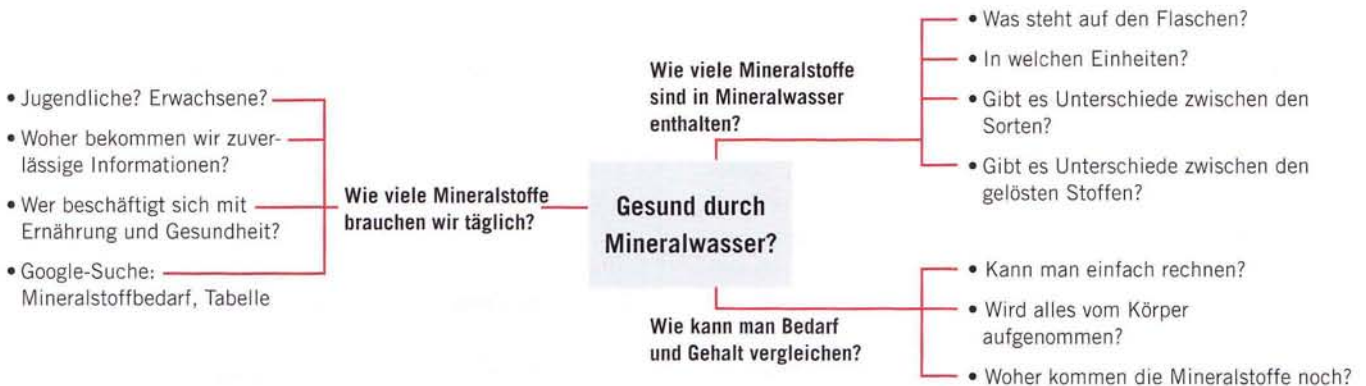 • Jugendliche? Erwachsene?
• Woher bekommen wir zuver-
lässige Informationen?
• Wer beschäftigt sich mit
Ernährung und Gesundheit?
• Google-Suche:
Mineralstoffbedarf, Tabelle
Wie viele Mineralstoffe
brauchen wir täglich?
Gesund durch
Mineralwasser?
Wie viele Mineralstoffe
sind in Mineralwasser
enthalten?
• Was steht auf den Flaschen?
• In welchen Einheiten?
• Gibt es Unterschiede zwischen den
Sorten?
• Gibt es Unterschiede zwischen den
gelösten Stoffen?
Wie kann man Bedarf
und Gehalt vergleichen?
• Kann man einfach rechnen?
• Wird alles vom Körper
aufgenommen?
• Woher kommen die Mineralstoffe noch?